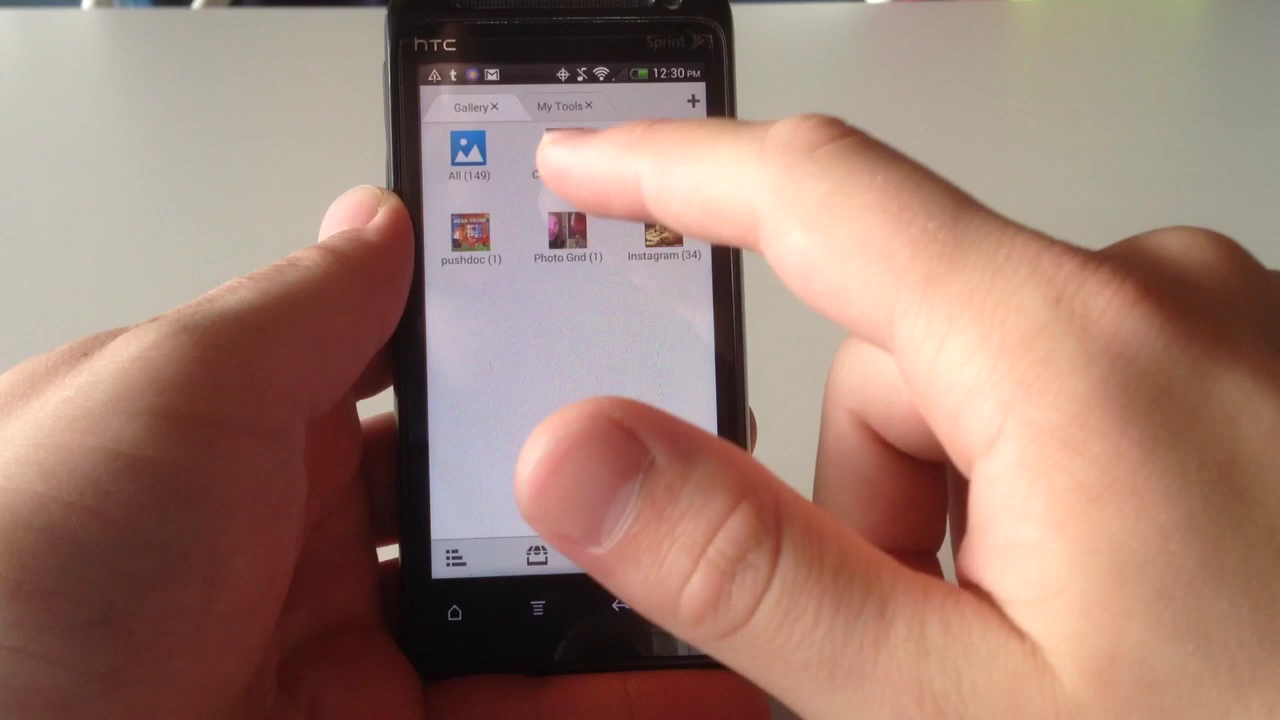 hTC Sprint
12:30 PM
Gallery× My Tools× +
All (149) C
pushdoc (1) Photo Grid (1) Instagram (34)